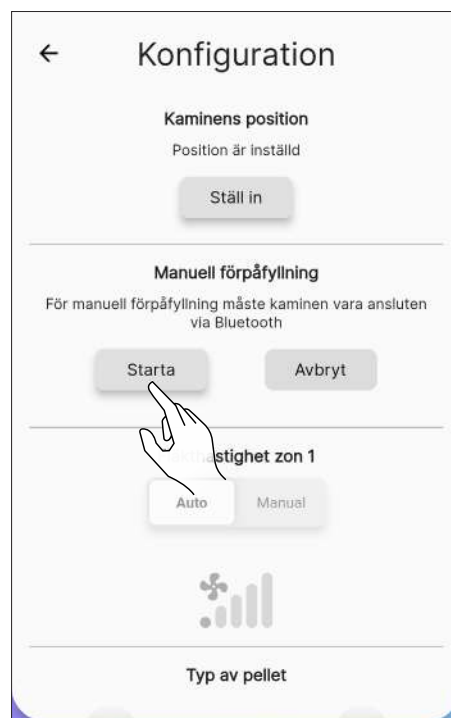 Konfiguration
Kaminens position
Position är inställd
Ställ in
Manuell förpåfyllning
För manuell förpåfyllning måste kaminen vara ansluten
via Bluetooth
Starta Avbryt
zon 1
Auto Manual
Typ av pellet